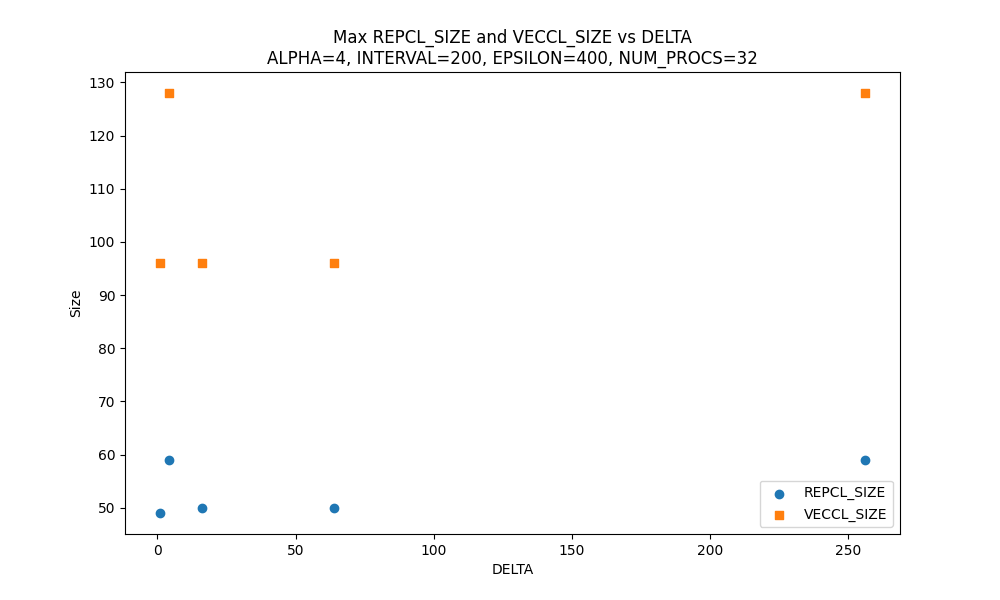 Max REPCL_SIZE and VECCL_SIZE vs DELTA
ALPHA=4, INTERVAL=200, EPSILON=400, NUM_PROCS=32
130
120
110
100
90
80
70
60
50
Size
0
50
100
150
200
250
DELTA
REPCL_SIZE
VECCL_SIZE